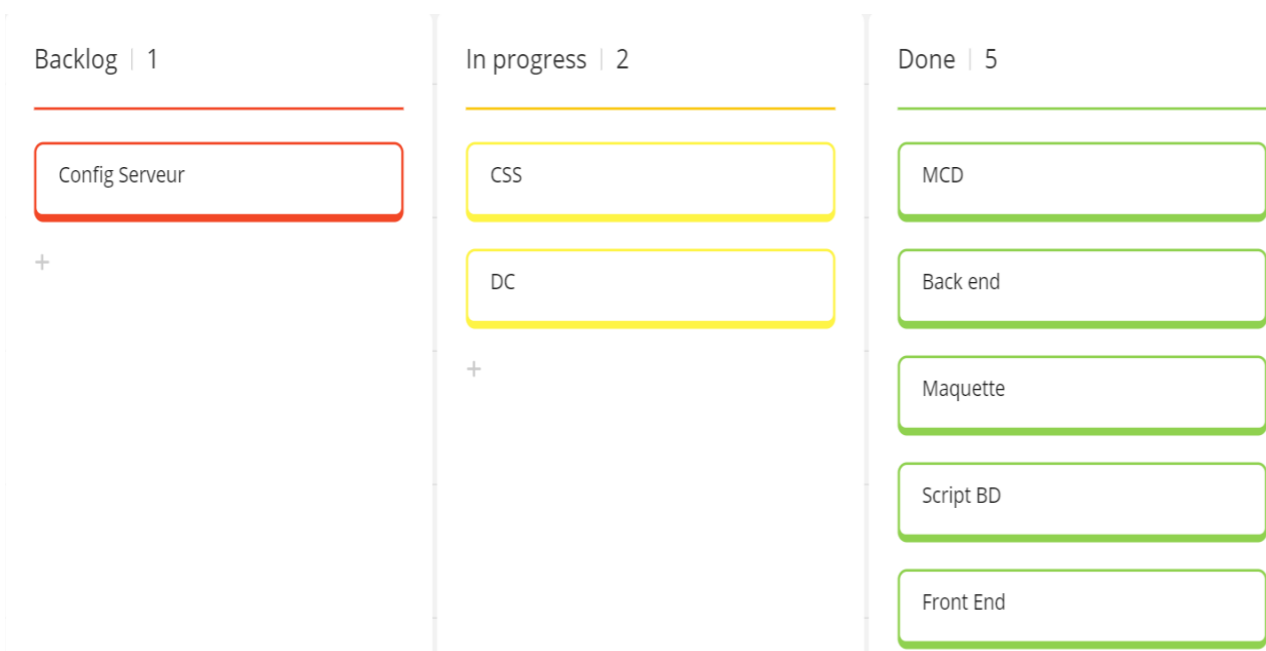 Backlog | 1
Config Serveur
+
In progress | 2
CSS
DC
+
Done | 5
MCD
Back end
Maquette
Script BD
Front End